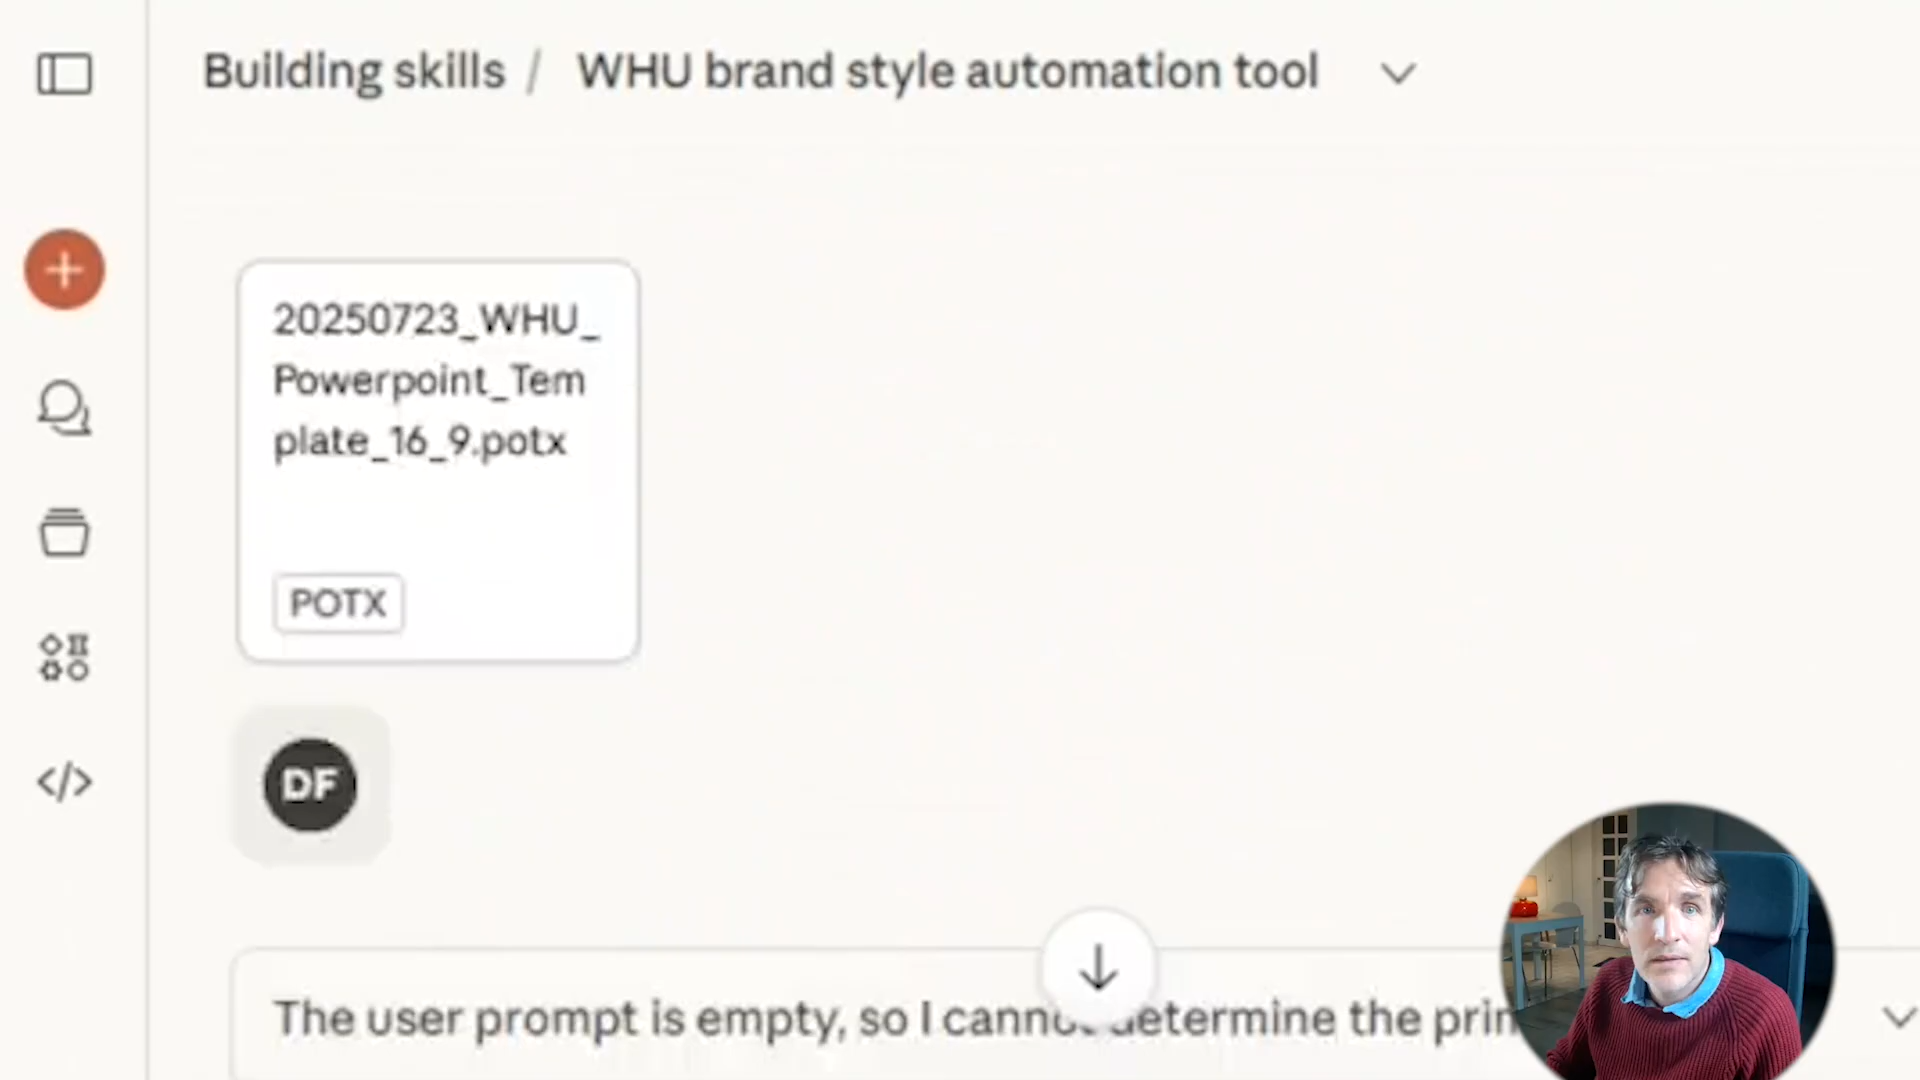 Building skills / WHU brand style automation tool
20250723_WHU_
Powerpoint_Tem
plate_16_9.potx
POTX
DF
The user prompt is empty, so I cannot determine the